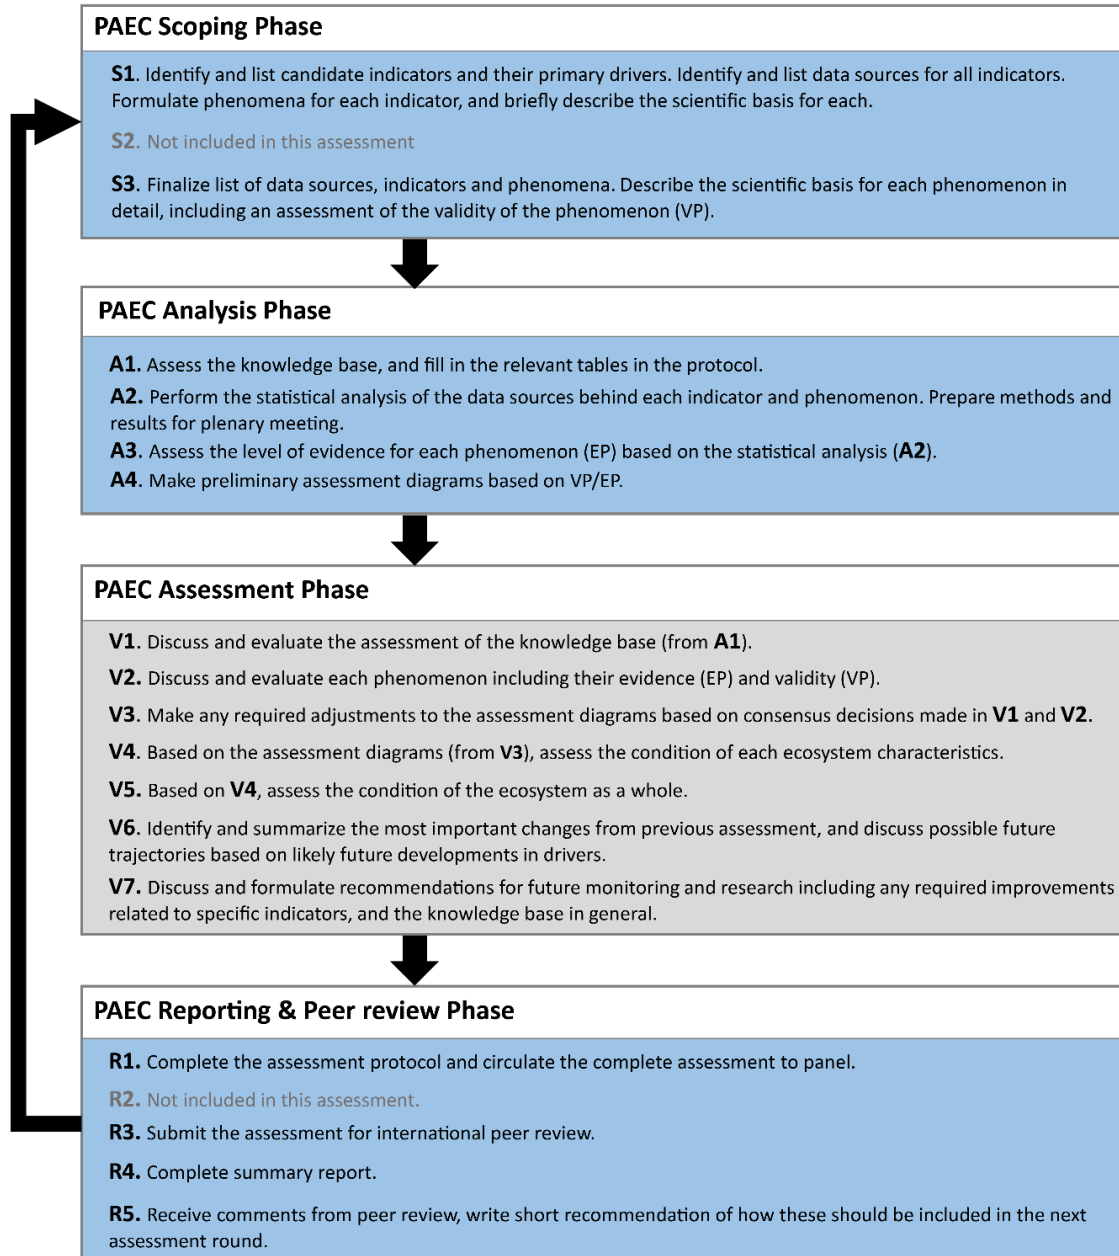 PAEC Scoping Phase
S1. Identify and list candidate indicators and their primary drivers. Identify and list data sources for all indicators.
Formulate phenomena for each indicator, and briefly describe the scientific basis for each.
S2. Not included in this assessment
S3. Finalize list of data sources, indicators and phenomena. Describe the scientific basis for each phenomenon in
detail, including an assessment of the validity of the phenomenon (VP).
PAEC Analysis Phase
A1. Assess the knowledge base, and fill in the relevant tables in the protocol.
A2. Perform the statistical analysis of the data sources behind each indicator and phenomenon. Prepare methods and
results for plenary meeting.
A3. Assess the level of evidence for each phenomenon (EP) based on the statistical analysis (A2).
A4. Make preliminary assessment diagrams based on VP/EP.
PAEC Assessment Phase
V1. Discuss and evaluate the assessment of the knowledge base (from A1).
V2. Discuss and evaluate each phenomenon including their evidence (EP) and validity (VP).
V3. Make any required adjustments to the assessment diagrams based on consensus decisions made in V1 and V2.
V4. Based on the assessment diagrams (from V3), assess the condition of each ecosystem characteristics.
V5. Based on V4, assess the condition of the ecosystem as a whole.
V6. Identify and summarize the most important changes from previous assessment, and discuss possible future
trajectories based on likely future developments in drivers.
V7. Discuss and formulate recommendations for future monitoring and research including any required improvements
related to specific indicators, and the knowledge base in general.
PAEC Reporting & Peer review Phase
R1. Complete the assessment protocol and circulate the complete assessment to panel.
R2. Not included in this assessment.
R3. Submit the assessment for international peer review.
R4. Complete summary report.
R5. Receive comments from peer review, write short recommendation of how these should be included in the next
assessment round.